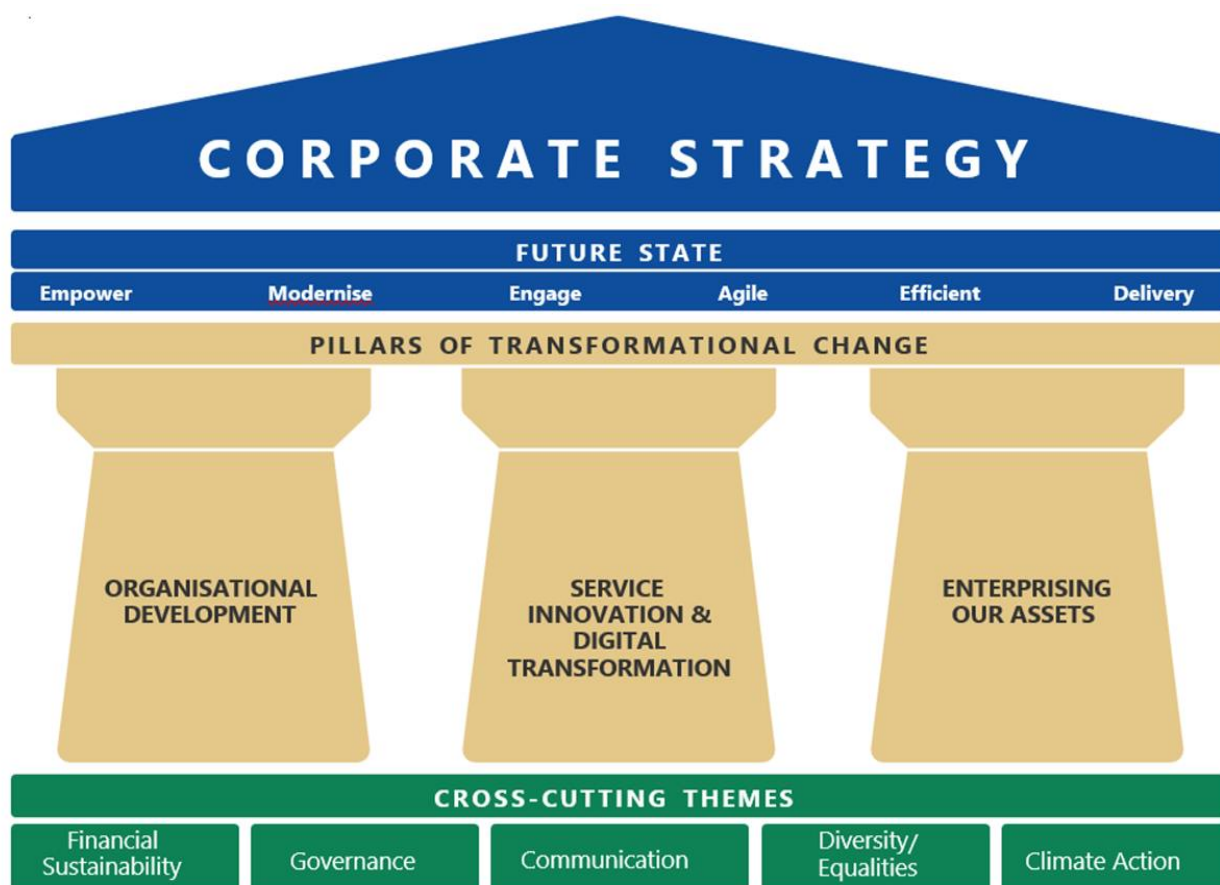 CORPORATE STRATEGY
FUTURE STATE
Empower Modernise Engage Agile Efficient Delivery
PILLARS OF TRANSFORMATIONAL CHANGE
ORGANISATIONAL
DEVELOPMENT
SERVICE
INNOVATION &
DIGITAL
TRANSFORMATION
ENTERPRISING
OUR ASSETS
CROSS-CUTTING THEMES
Financial
Sustainability
Governance
Communication
Diversity/
Equalities
Climate Action